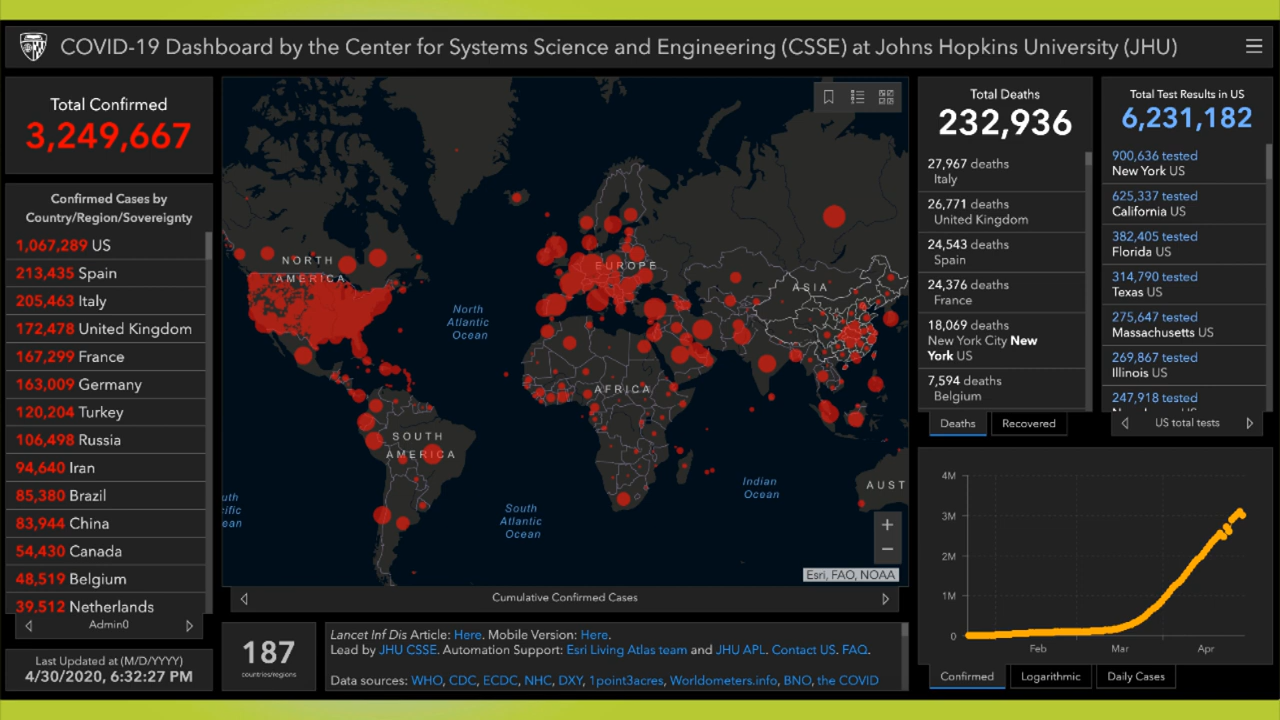 COVID-19 Dashboard by the Center for Systems Science and Engineering (CSSE) at Johns Hopkins University (JHU)
Total Confirmed
3,249,667
Confirmed Cases by
Country/Region/Sovereignty
1,067,289 US
213,435 Spain
205,463 Italy
172,478 United Kingdom
167,299 France
163,009 Germany
120,204 Turkey
106,498 Russia
94,640 Iran
85,380 Brazil
83,944 China
54,430 Canada
48,519 Belgium
39,512 Netherlands
Admin0
Last Updated at (M/D/YYYY)
4/30/2020, 6:32:27 PM
NORTH
AMERICA
EUROPE
ASIA
North
Atlantic
Ocean
AFRICA
SOUTH
AMERICA
Indian
Ocean
AUST
uth
ific
ean
South
Atlantic
Ocean
+
−
Esri, FAO, NOAA
Cumulative Confirmed Cases
187
countries/regions
Lancet Inf Dis Article: Here. Mobile Version: Here.
Lead by JHU CSSE. Automation Support: Esri Living Atlas team and JHU APL. Contact US. FAQ.
Data sources: WHO, CDC, ECDC, NHC, DXY, 1point3acres, Worldometers.info, BNO, the COVID
Total Deaths
232,936
27,967 deaths
Italy
26,771 deaths
United Kingdom
24,543 deaths
Spain
24,376 deaths
France
18,069 deaths
New York City New
York US
7,594 deaths
Belgium
Deaths
Recovered
Total Test Results in US
6,231,182
900,636 tested
New York US
625,337 tested
California US
382,405 tested
Florida US
314,790 tested
Texas US
275,647 tested
Massachusetts US
269,867 tested
Illinois US
247,918 tested
US total tests
4M
3M
2M
1M
0
Feb
Mar
Apr
Confirmed
Logarithmic
Daily Cases